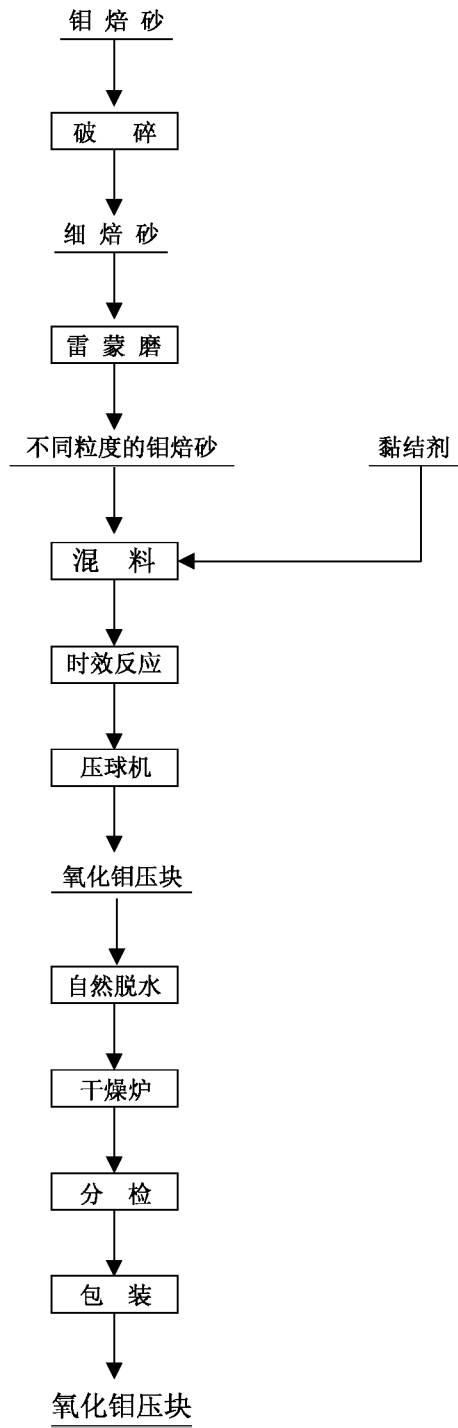 钼焙砂
破碎
细焙砂
雷蒙磨
不同粒度的钼焙砂
黏结剂
混料
时效反应
压球机
氧化钼压块
自然脱水
干燥炉
分检
包装
氧化钼压块